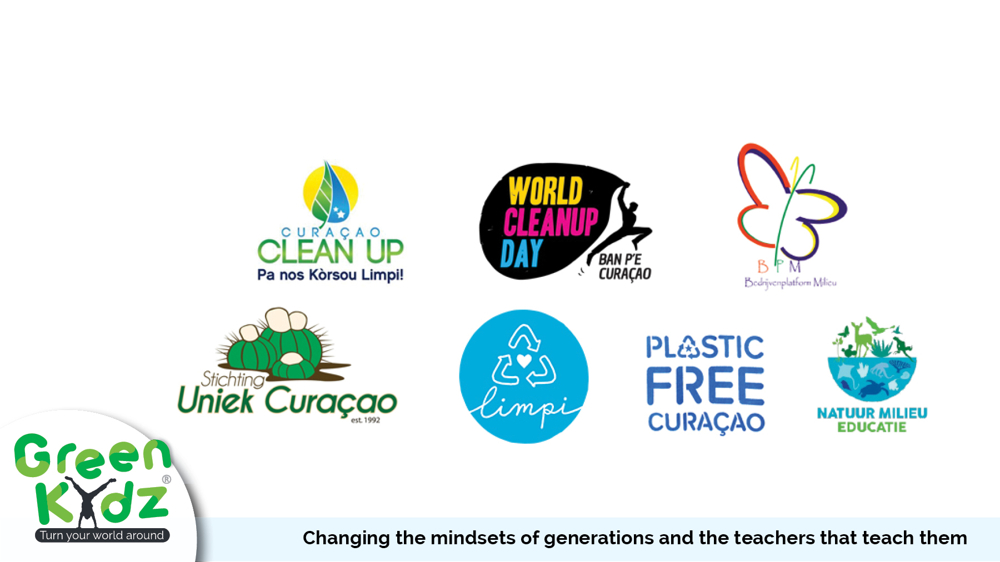 CURAÇAO
CLEAN UP
Pa nos Kòrsou Limpi!
WORLD
CLEANUP
DAY
BAN P'E
CURAÇAO
B P M
Bedrijvenplatform Milieu
Stichting
Uniek Curaçao
est. 1992
limpi
PLASTIC
FREE
CURAÇAO
NATUUR MILIEU
EDUCATIE
Green
Kydz®
Turn your world around
Changing the mindsets of generations and the teachers that teach them